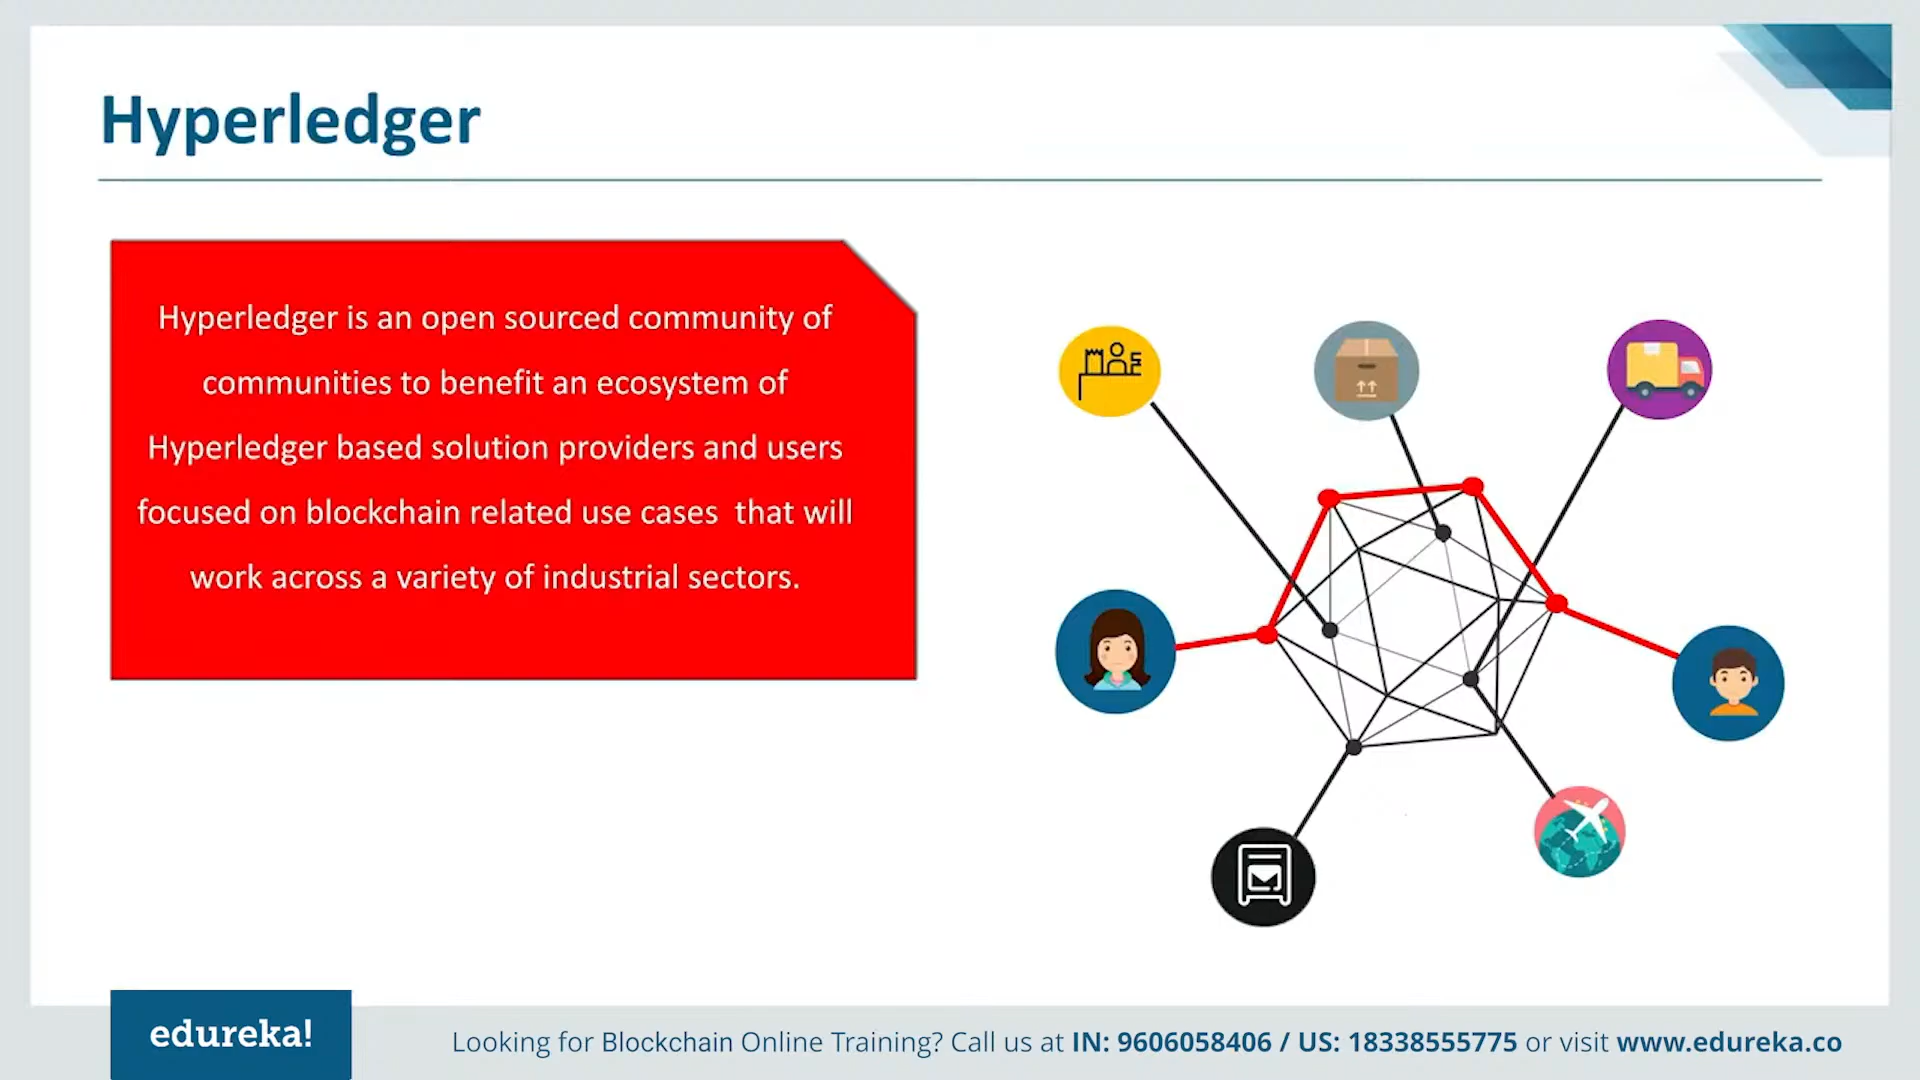 Hyperledger
Hyperledger is an open sourced community of
communities to benefit an ecosystem of
Hyperledger based solution providers and users
focused on blockchain related use cases  that will
work across a variety of industrial sectors.
edureka!
Looking for Blockchain Online Training? Call us at IN: 9606058406 / US: 18338555775 or visit www.edureka.co